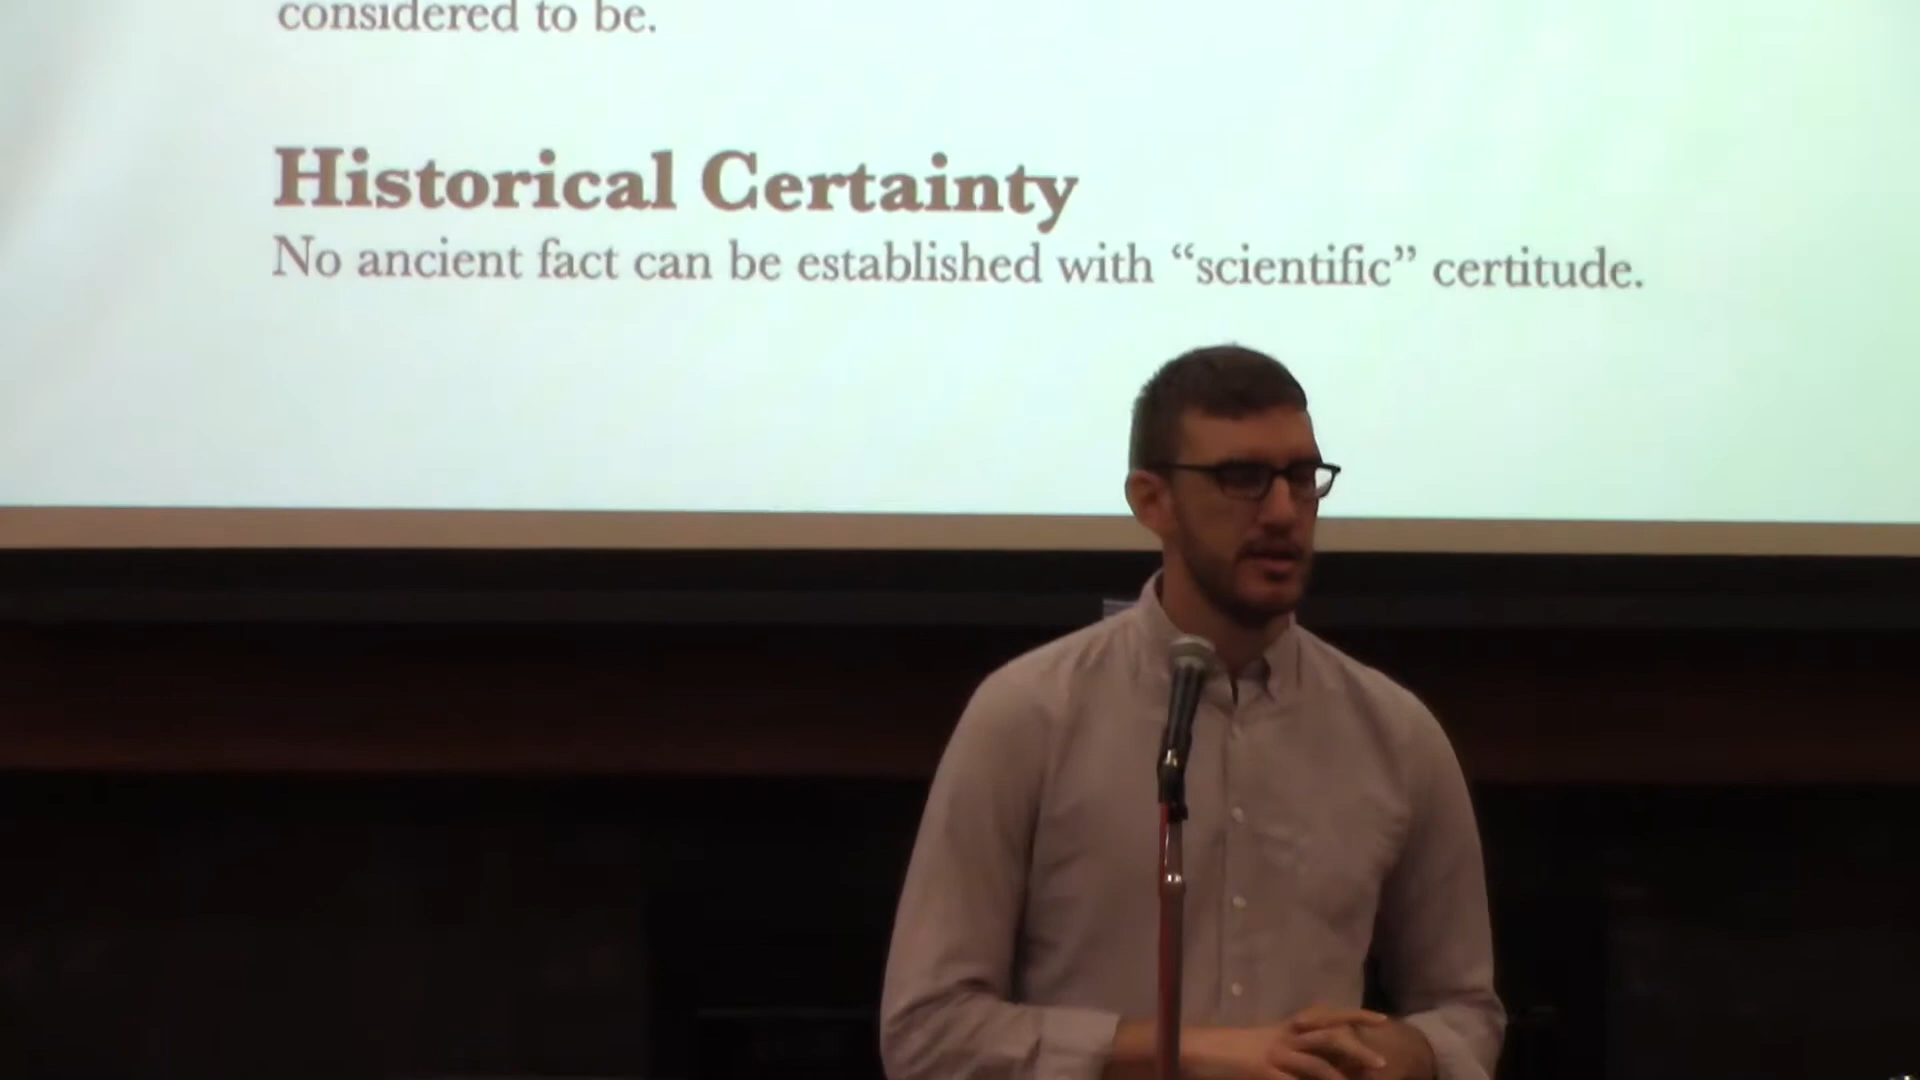 considered to be.
Historical Certainty
No ancient fact can be established with “scientific” certitude.